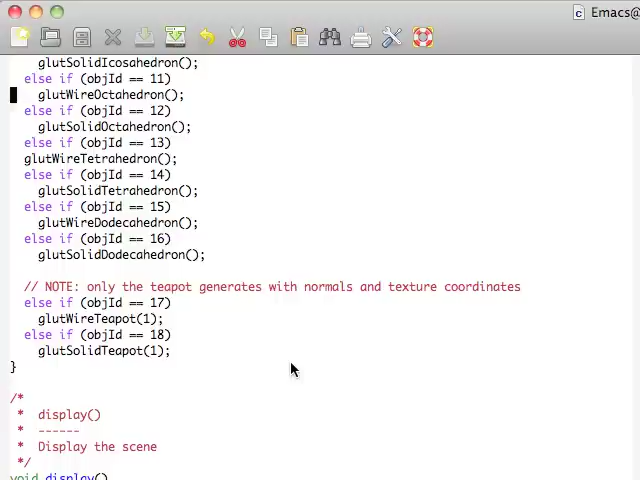 Emacs@
glutSolidIcosahedron();
else if (objId == 11)
glutWireOctahedron();
else if (objId == 12)
glutSolidOctahedron();
else if (objId == 13)
glutWireTetrahedron();
else if (objId == 14)
glutSolidTetrahedron();
else if (objId == 15)
glutWireDodecahedron();
else if (objId == 16)
glutSolidDodecahedron();
// NOTE: only the teapot generates with normals and texture coordinates
else if (objId == 17)
glutWireTeapot(1);
else if (objId == 18)
glutSolidTeapot(1);
}
/*
* display()
* ------
* Display the scene
*/
void display()